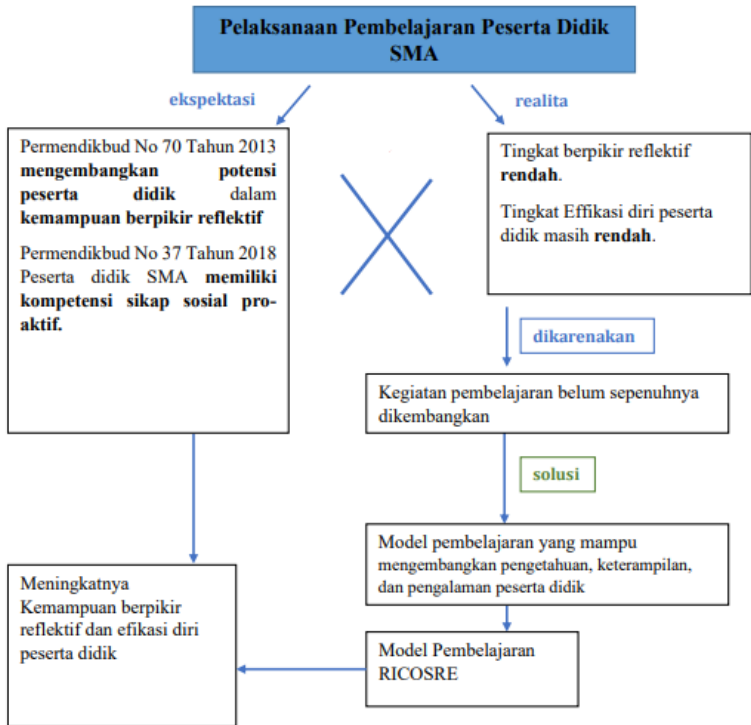 Pelaksanaan Pembelajaran Peserta Didik
SMA
ekspektasi
realita
Permendikbud No 70 Tahun 2013
mengembangkan potensi
peserta didik dalam
kemampuan berpikir reflektif
Permendikbud No 37 Tahun 2018
Peserta didik SMA memiliki
kompetensi sikap sosial pro-
aktif.
Tingkat berpikir reflektif
rendah.
Tingkat Effikasi diri peserta
didik masih rendah.
dikarenakan
Kegiatan pembelajaran belum sepenuhnya
dikembangkan
solusi
Model pembelajaran yang mampu
mengembangkan pengetahuan, keterampilan,
dan pengalaman peserta didik
Model Pembelajaran
RICOSRE
Meningkatnya
Kemampuan berpikir
reflektif dan efikasi diri
peserta didik